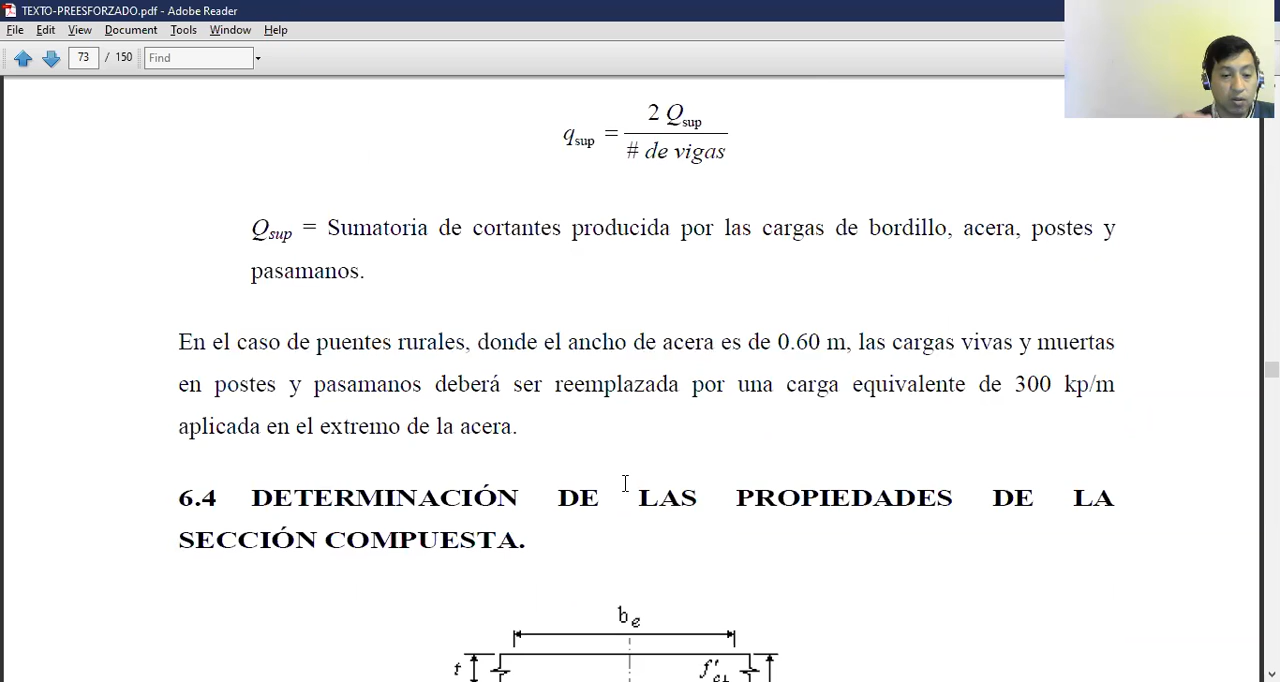 TEXTO-PREESFORZADO.pdf - Adobe Reader
File Edit View Document Tools Window Help
73 / 150 Find
q_sup = 2 Q_sup / # de vigas
Q_sup = Sumatoria de cortantes producida por las cargas de bordillo, acera, postes y
pasamanos.
En el caso de puentes rurales, donde el ancho de acera es de 0.60 m, las cargas vivas y muertas
en postes y pasamanos deberá ser reemplazada por una carga equivalente de 300 kp/m
aplicada en el extremo de la acera.
6.4 DETERMINACIÓN DE LAS PROPIEDADES DE LA
SECCIÓN COMPUESTA.
b_e
t f'_ct